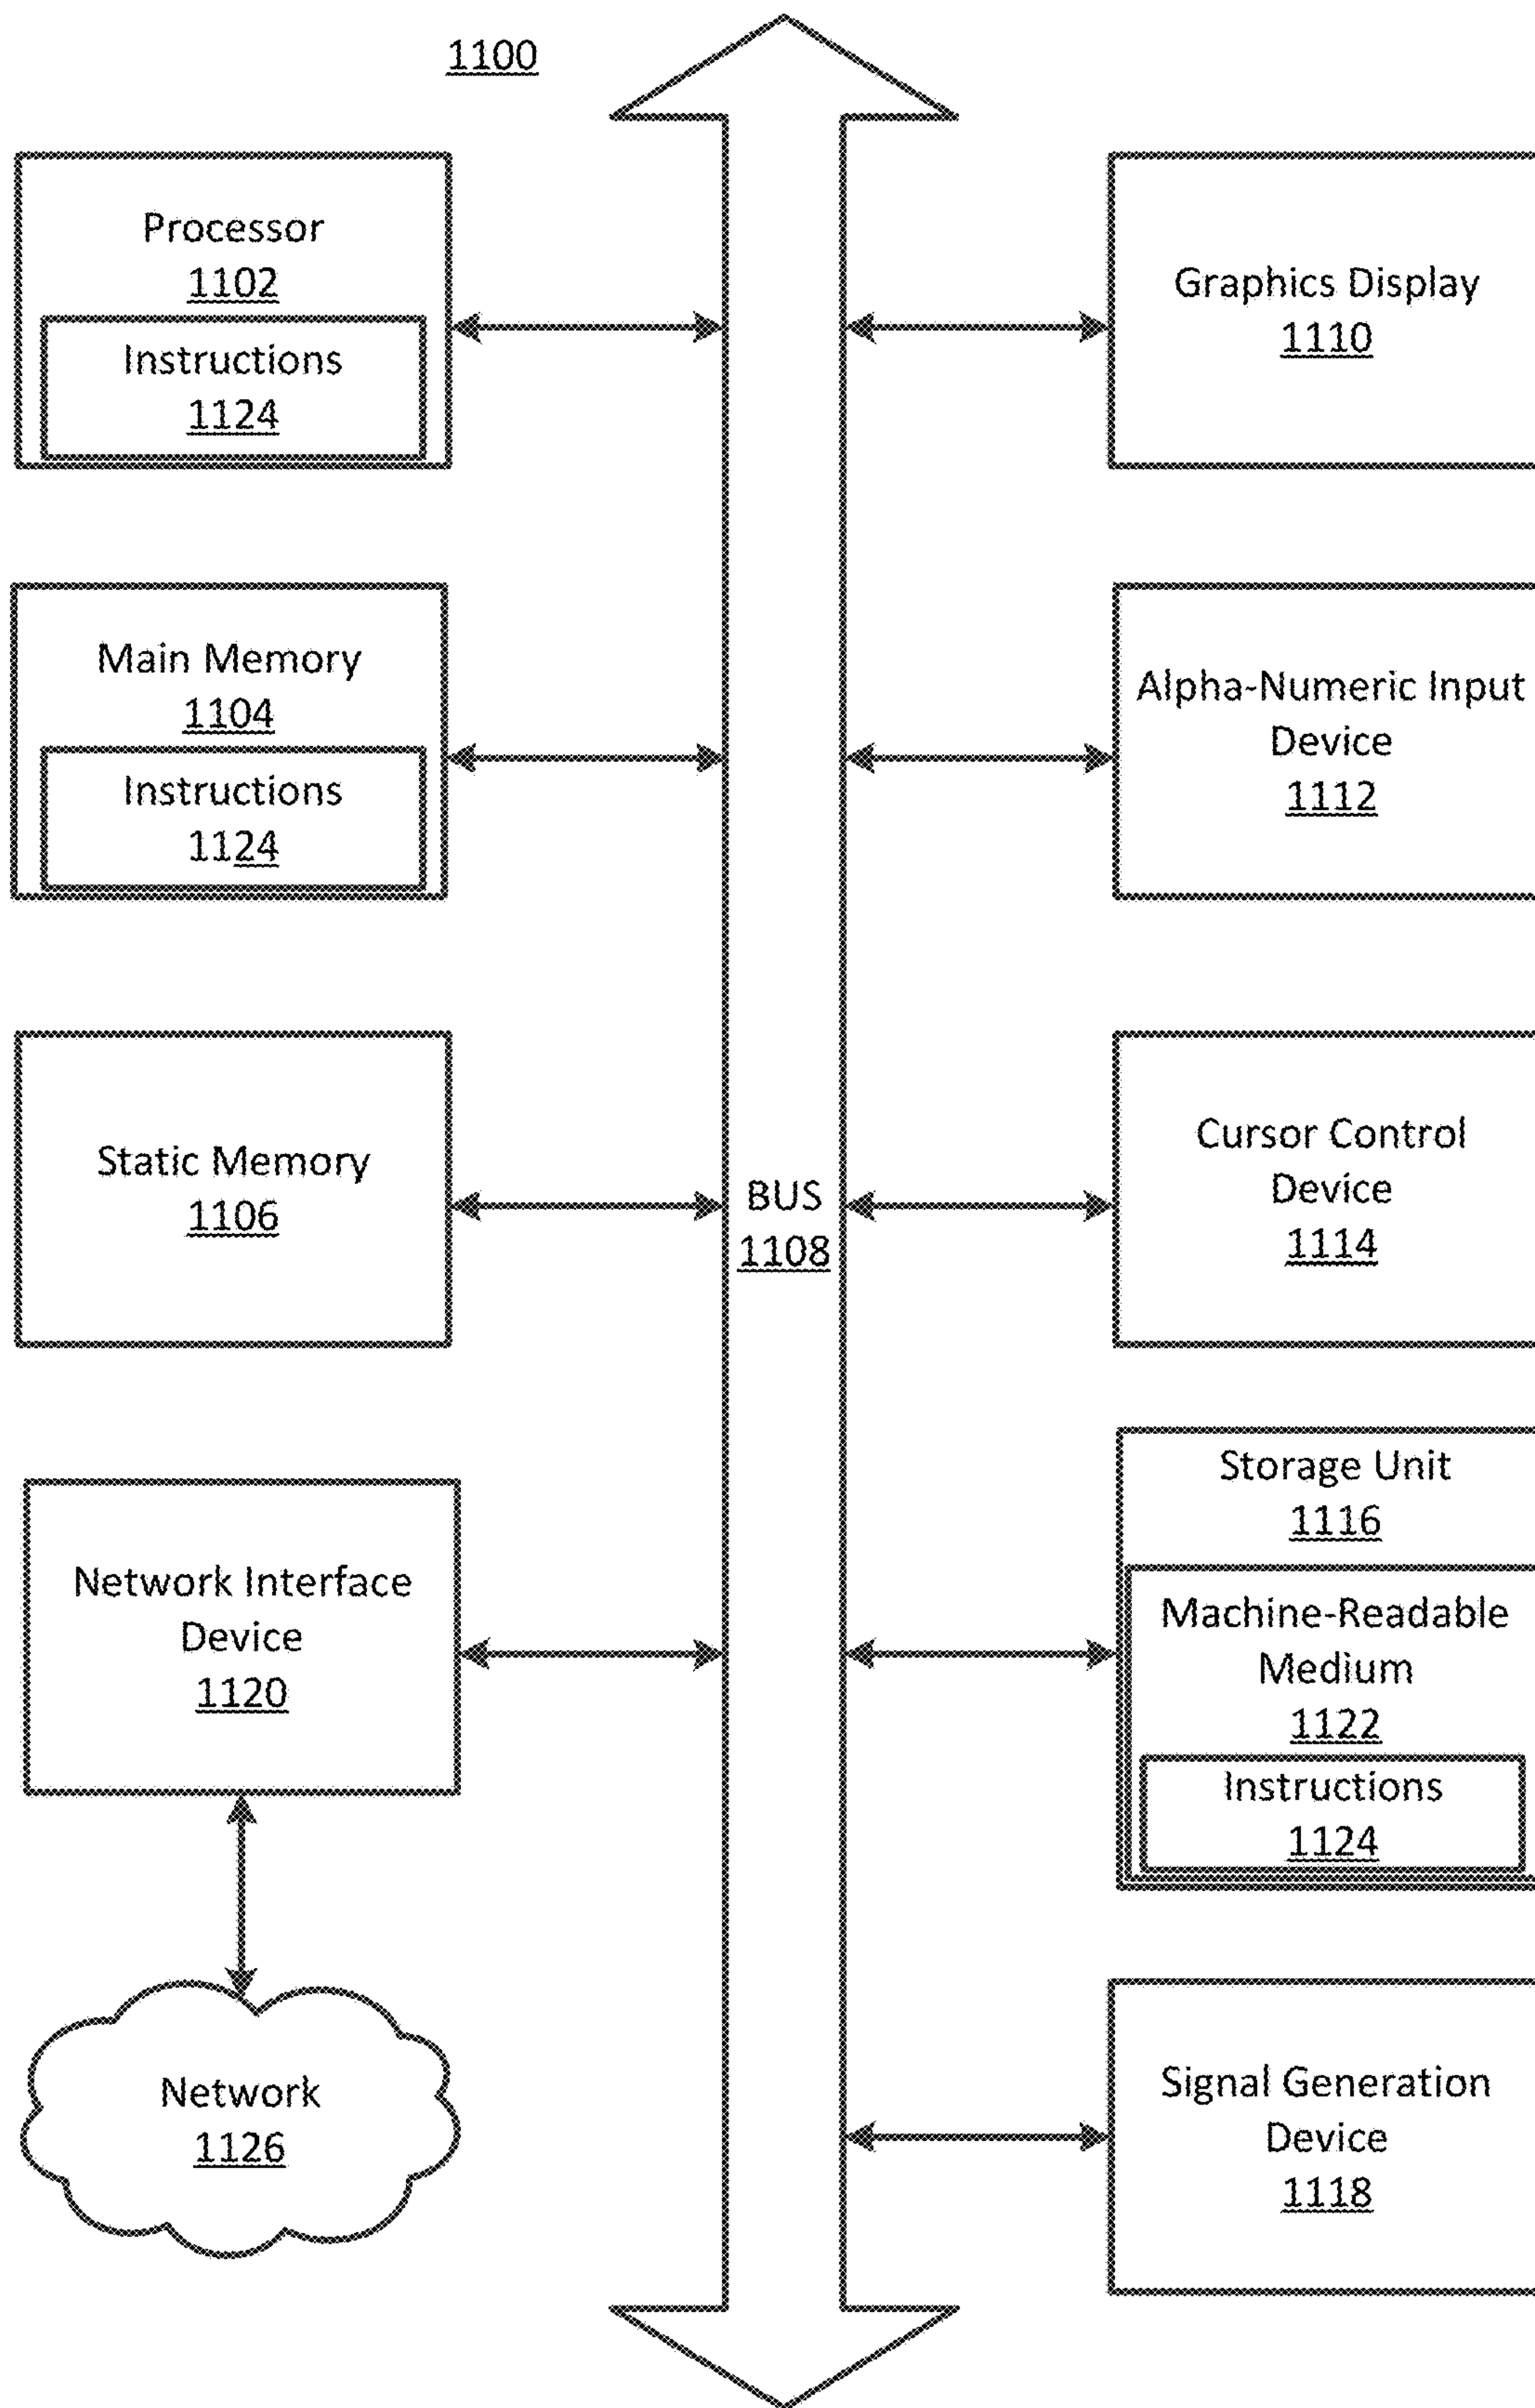 1100
Processor
1102
Instructions
1124
Main Memory
1104
Instructions
1124
Static Memory
1106
Network Interface
Device
1120
Network
1126
BUS
1108
Graphics Display
1110
Alpha-Numeric Input
Device
1112
Cursor Control
Device
1114
Storage Unit
1116
Machine-Readable
Medium
1122
Instructions
1124
Signal Generation
Device
1118